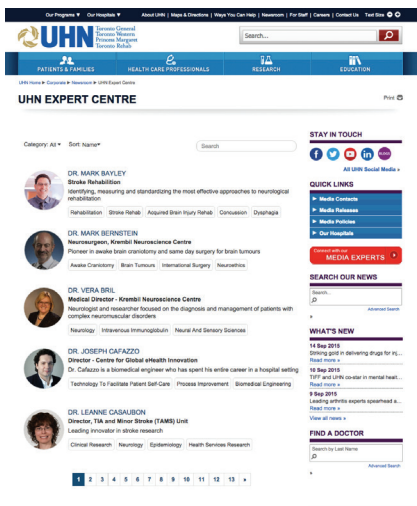 Our Programs ▼ Our Hospitals ▼ About UHN | Maps & Directions | Ways You Can Help | Newsroom | For Staff | Careers | Contact Us Text Size
UHN
Toronto General
Toronto Western
Princess Margaret
Toronto Rehab
Search...
PATIENTS & FAMILIES HEALTH CARE PROFESSIONALS RESEARCH EDUCATION
UHN Home ► Corporate ► Newsroom ► UHN Expert Centre
UHN EXPERT CENTRE
Print
Category: All ▾ Sort: Name▾
Search
DR. MARK BAYLEY
Stroke Rehabilitation
Identifying, measuring and standardizing the most effective approaches to neurological
rehabilitation
Rehabilitation Stroke Rehab Acquired Brain Injury Rehab Concussion Dysphagia
DR. MARK BERNSTEIN
Neurosurgeon, Krembil Neuroscience Centre
Pioneer in awake brain craniotomy and same day surgery for brain tumours
Awake Craniotomy Brain Tumours International Surgery Neuroethics
DR. VERA BRIL
Medical Director - Krembil Neuroscience Centre
Neurologist and researcher focused on the diagnosis and management of patients with
complex neuromuscular disorders
Neurology Intravenous Immunoglobulin Neural And Sensory Sciences
DR. JOSEPH CAFAZZO
Director - Centre for Global eHealth Innovation
Dr. Cafazzo is a biomedical engineer who has spent his entire career in a hospital setting
Technology To Facilitate Patient Self-Care Process Improvement Biomedical Engineering
DR. LEANNE CASAUBON
Director, TIA and Minor Stroke (TAMS) Unit
Leading innovator in stroke research
Clinical Research Neurology Epidemiology Health Services Research
1 2 3 4 5 6 7 8 9 10 11 12 13 »
STAY IN TOUCH
All UHN Social Media »
QUICK LINKS
► Media Contacts
► Media Releases
► Media Policies
► Our Hospitals
Connect with our
MEDIA EXPERTS
SEARCH OUR NEWS
Search...
Advanced Search
»
WHAT'S NEW
14 Sep 2015
Striking gold in delivering drugs for inj...
Read more »
10 Sep 2015
TIFF and UHN co-star in mental healt...
Read more »
9 Sep 2015
Leading arthritis experts spearhead a...
Read more »
View all news »
FIND A DOCTOR
Search by Last Name
Advanced Search
»